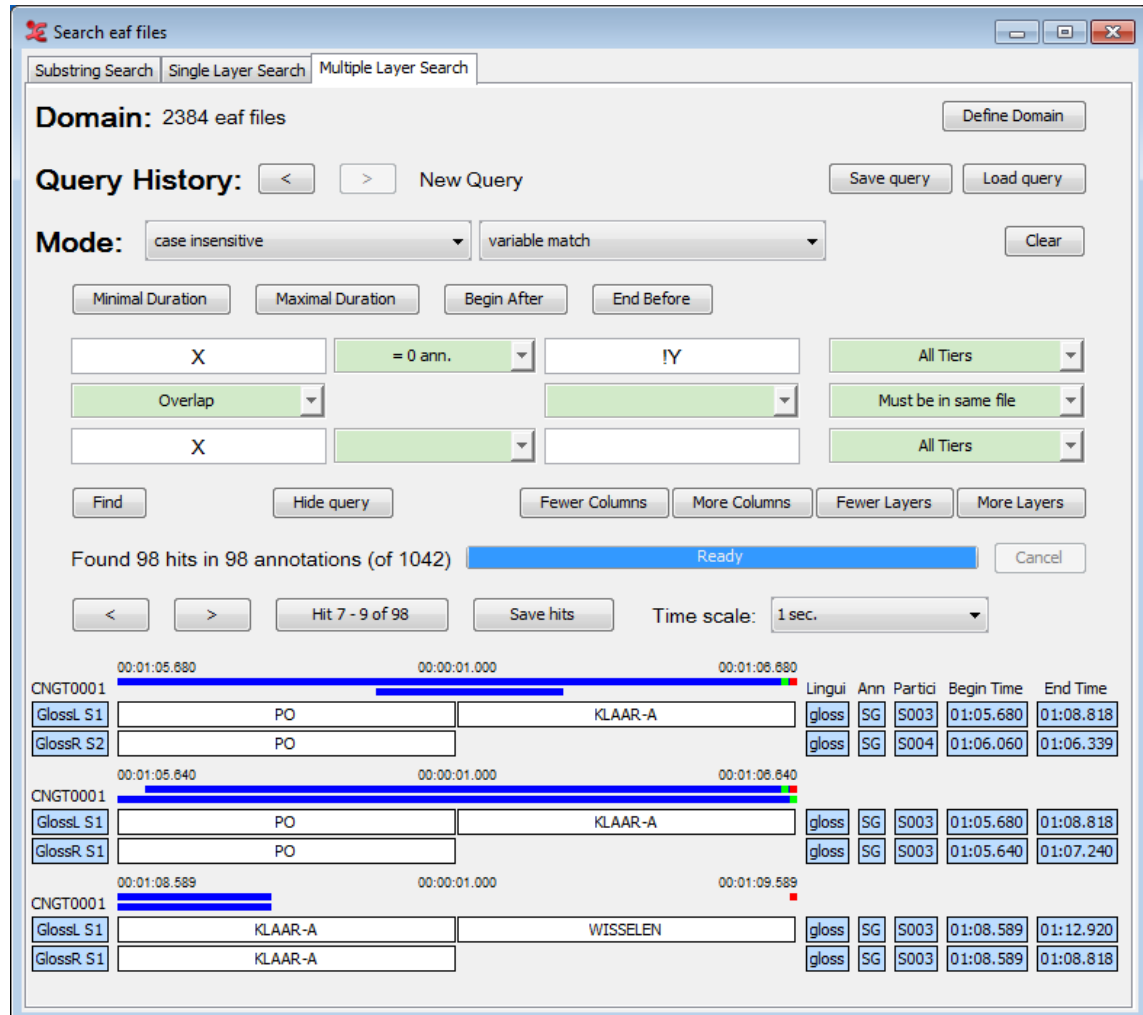 Search eaf files
Substring Search Single Layer Search Multiple Layer Search
Domain: 2384 eaf files Define Domain
Query History: < > New Query Save query Load query
Mode: case insensitive variable match Clear
Minimal Duration Maximal Duration Begin After End Before
X = 0 ann. !Y All Tiers
Overlap Must be in same file
X All Tiers
Find Hide query Fewer Columns More Columns Fewer Layers More Layers
Found 98 hits in 98 annotations (of 1042) Ready Cancel
< > Hit 7 - 9 of 98 Save hits Time scale: 1 sec.
00:01:05.680 00:00:01.000 00:01:06.680
CNGT0001 Lingui Ann Partici Begin Time End Time
GlossL S1 PO KLAAR-A gloss SG S003 01:05.680 01:08.818
GlossR S2 PO gloss SG S004 01:06.060 01:06.339
00:01:05.640 00:00:01.000 00:01:06.640
CNGT0001
GlossL S1 PO KLAAR-A gloss SG S003 01:05.680 01:08.818
GlossR S1 PO gloss SG S003 01:05.640 01:07.240
00:01:08.589 00:00:01.000 00:01:09.589
CNGT0001
GlossL S1 KLAAR-A WISSELEN gloss SG S003 01:08.589 01:12.920
GlossR S1 KLAAR-A gloss SG S003 01:08.589 01:08.818